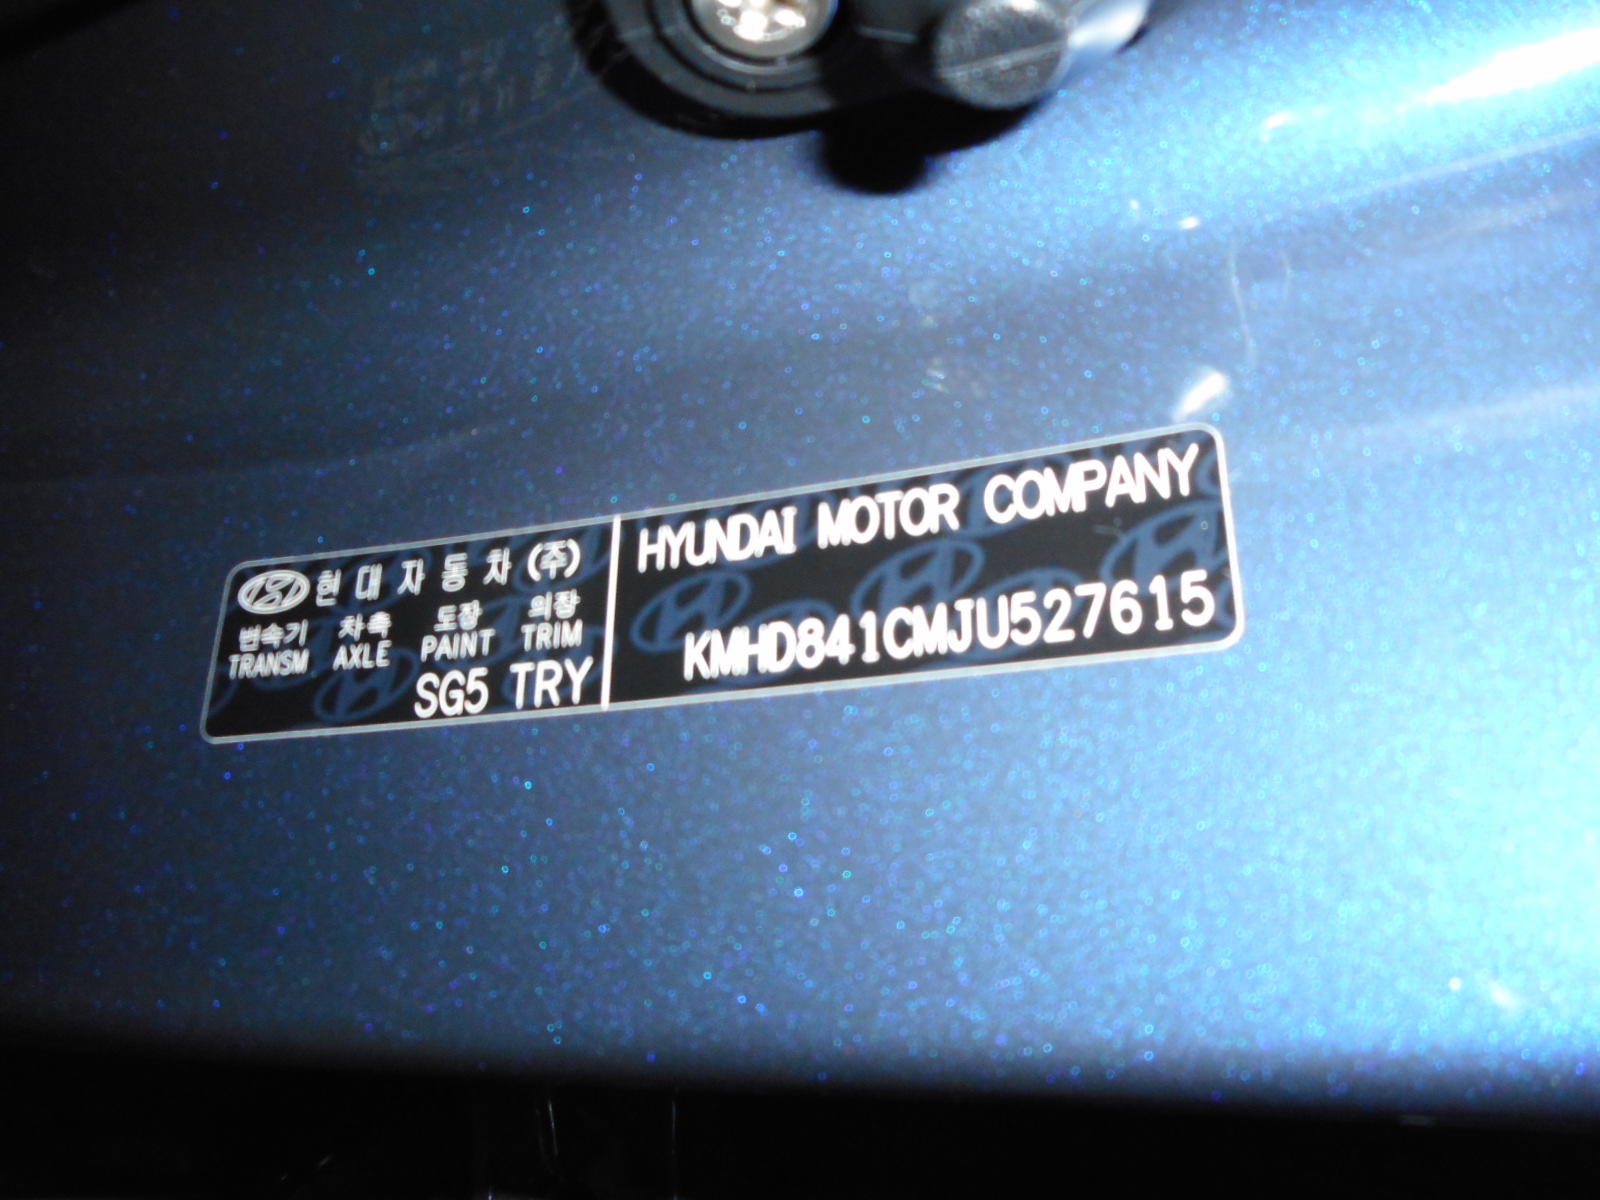 현대자동차(주)
변속기 차축 도장 의장
TRANSM AXLE PAINT TRIM
SG5 TRY
HYUNDAI MOTOR COMPANY
KMHD841CMJU527615